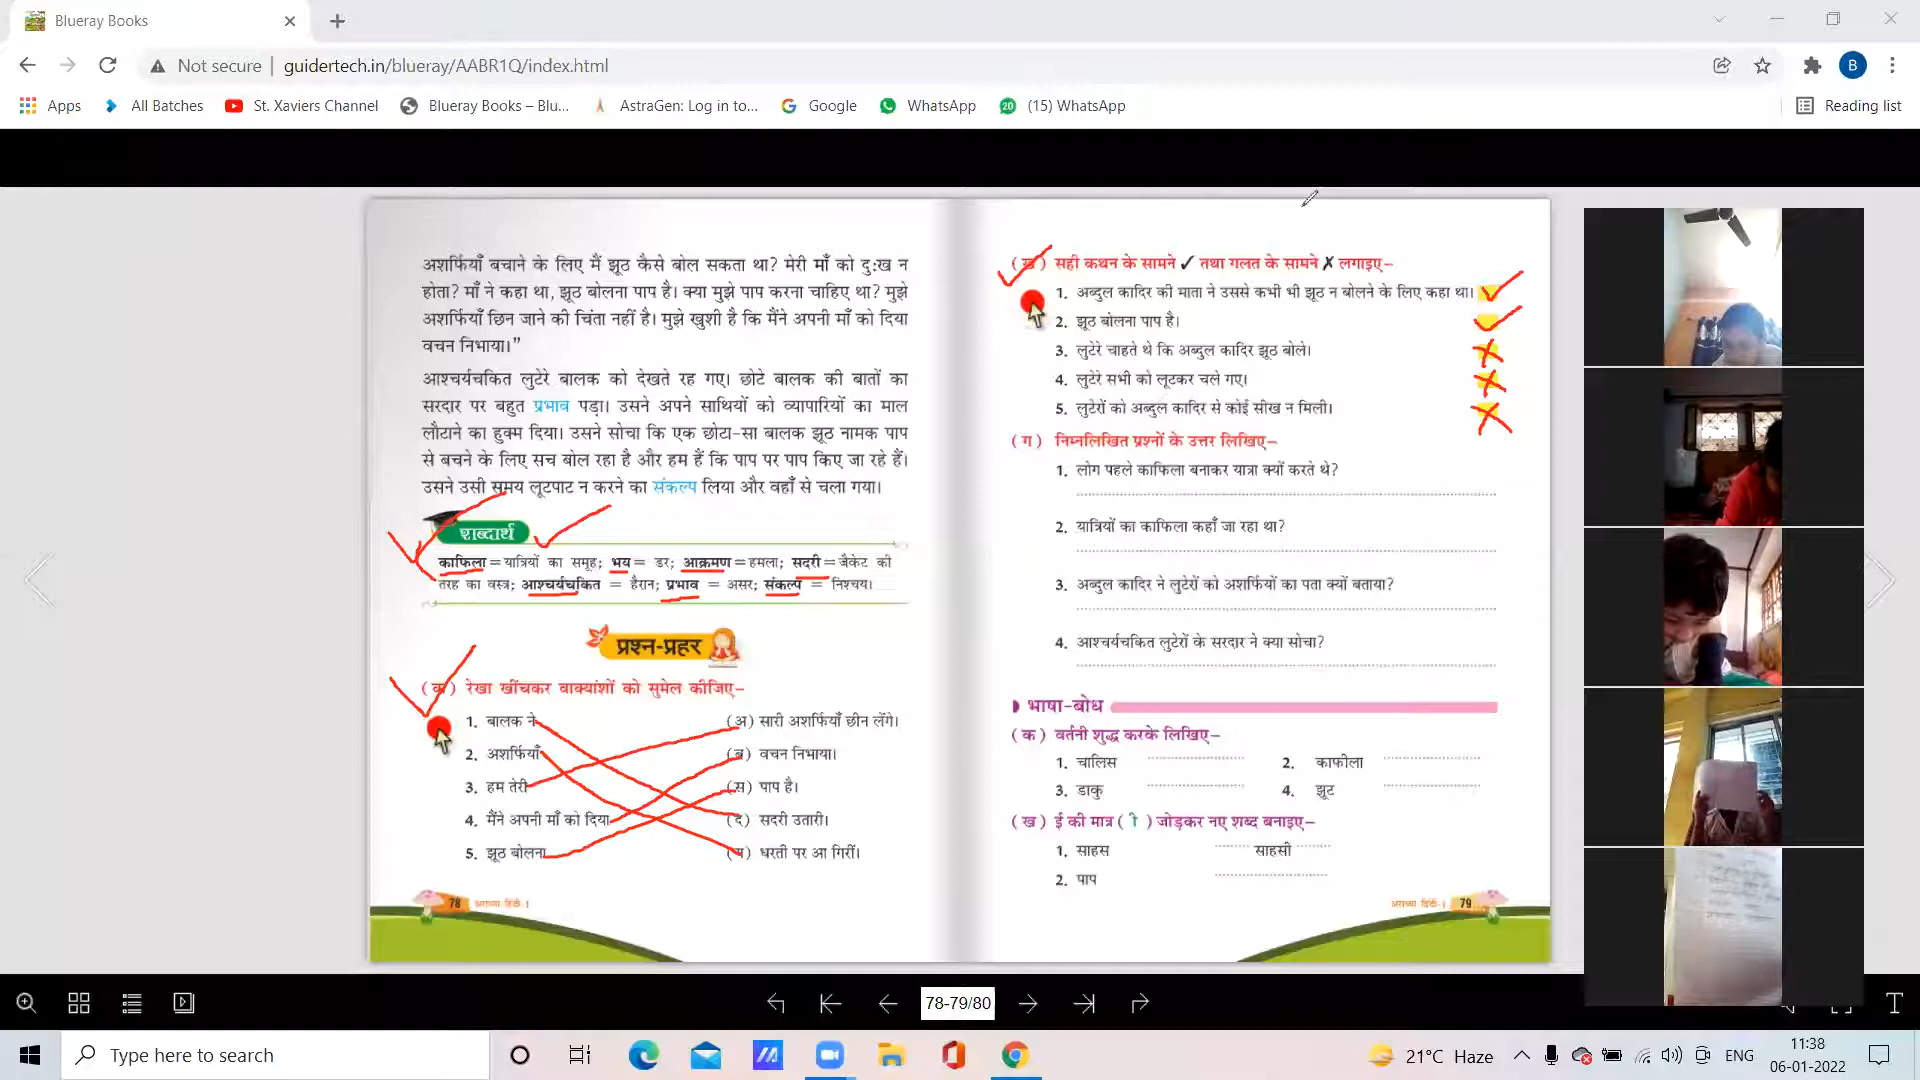 Blueray Books
Not secure
guidertech.in/blueray/AABR1Q/index.html
B
Apps
All Batches
St. Xaviers Channel
Blueray Books – Blu...
AstraGen: Log in to...
Google
WhatsApp
20
(15) WhatsApp
Reading list
अशर्फियाँ बचाने के लिए मैं झूठ कैसे बोल सकता था? मेरी माँ को दु:ख न
होता? माँ ने कहा था, झूठ बोलना पाप है। क्या मुझे पाप करना चाहिए था? मुझे
अशर्फियाँ छिन जाने की चिंता नहीं है। मुझे खुशी है कि मैंने अपनी माँ को दिया
वचन निभाया।”
आश्चर्यचकित लुटेरे बालक को देखते रह गए। छोटे बालक की बातों का
सरदार पर बहुत प्रभाव पड़ा। उसने अपने साथियों को व्यापारियों का माल
लौटाने का हुक्म दिया। उसने सोचा कि एक छोटा-सा बालक झूठ नामक पाप
से बचने के लिए सच बोल रहा है और हम हैं कि पाप पर पाप किए जा रहे हैं।
उसने उसी समय लूटपाट न करने का संकल्प लिया और वहाँ से चला गया।
शब्दार्थ
काफिला = यात्रियों का समूह; भय = डर; आक्रमण = हमला; सदरी = जैकेट की
तरह का वस्त्र; आश्चर्यचकित = हैरान; प्रभाव = असर; संकल्प = निश्चय।
प्रश्न-प्रहर
(क) रेखा खींचकर वाक्यांशों को सुमेल कीजिए–
1. बालक ने (अ) सारी अशर्फियाँ छीन लेंगे।
2. अशर्फियाँ (ब) वचन निभाया।
3. हम तेरी (स) पाप है।
4. मैंने अपनी माँ को दिया (द) सदरी उतारी।
5. झूठ बोलना (य) धरती पर आ गिरीं।
78 अराध्या हिंदी-1
(ख) सही कथन के सामने ✓ तथा गलत के सामने ✗ लगाइए–
1. अब्दुल कादिर की माता ने उससे कभी भी झूठ न बोलने के लिए कहा था। ✓
2. झूठ बोलना पाप है। ✓
3. लुटेरे चाहते थे कि अब्दुल कादिर झूठ बोले। ✗
4. लुटेरे सभी को लूटकर चले गए। ✗
5. लुटेरों को अब्दुल कादिर से कोई सीख न मिली। ✗
(ग) निम्नलिखित प्रश्नों के उत्तर लिखिए–
1. लोग पहले काफिला बनाकर यात्रा क्यों करते थे?
2. यात्रियों का काफिला कहाँ जा रहा था?
3. अब्दुल कादिर ने लुटेरों को अशर्फियों का पता क्यों बताया?
4. आश्चर्यचकित लुटेरों के सरदार ने क्या सोचा?
भाषा-बोध
(क) वर्तनी शुद्ध करके लिखिए–
1. चालिस 2. काफीला
3. डाकु 4. झूट
(ख) ई की मात्र ( ी ) जोड़कर नए शब्द बनाइए–
1. साहस साहसी
2. पाप
अराध्या हिंदी-1 79
78-79/80
Type here to search
21°C Haze
ENG
11:38
06-01-2022